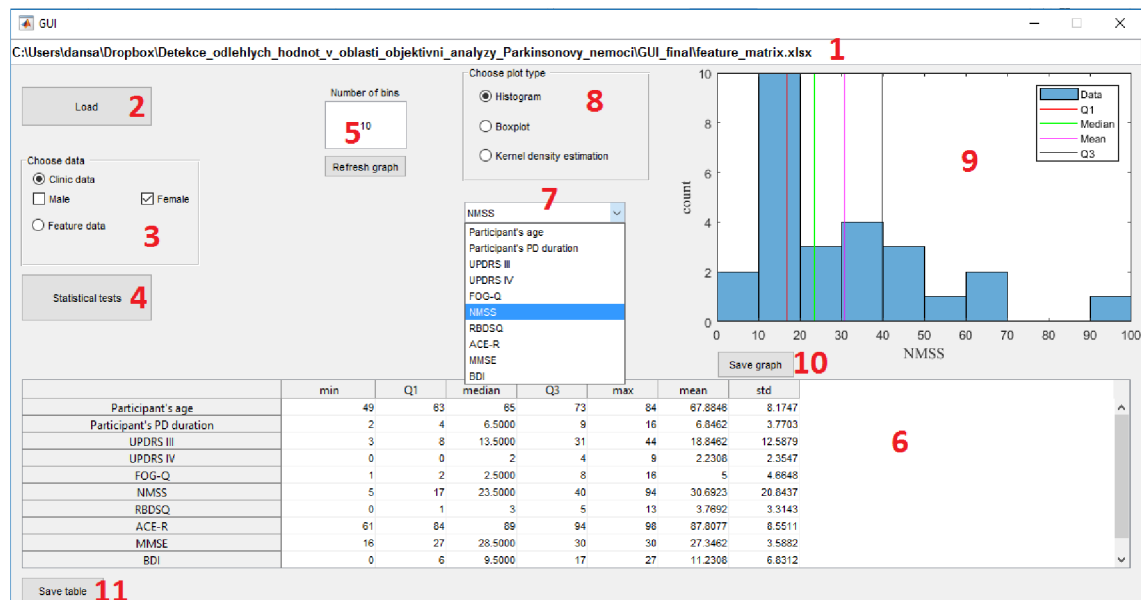 GUI
C:\Users\dansa\Dropbox\Detekce_odlehlych_hodnot_v_oblasti_objektivni_analyzy_Parkinsonovy_nemoci\GUI_final\feature_matrix.xlsx 1
Load 2
Choose data
Clinic data
Male Female
Feature data 3
Statistical tests 4
Number of bins
5 10
Refresh graph
Choose plot type
Histogram 8
Boxplot
Kernel density estimation
7
NMSS
Participant's age
Participant's PD duration
UPDRS III
UPDRS IV
FOG-Q
NMSS
RBDSQ
ACE-R
MMSE
BDI
10
8
6
4
2
0
count
Data
Q1
Median
Mean
Q3
9
0 10 20 30 40 50 60 70 80 90 100
NMSS
Save graph 10
min Q1 median Q3 max mean std
Participant's age 49 63 65 73 84 67.8846 8.1747
Participant's PD duration 2 4 6.5000 9 16 6.8462 3.7703
UPDRS III 3 8 13.5000 31 44 18.8462 12.5879
UPDRS IV 0 0 2 4 9 2.2308 2.3547
FOG-Q 1 2 2.5000 8 16 5 4.6648
NMSS 5 17 23.5000 40 94 30.6923 20.8437
RBDSQ 0 1 3 5 13 3.7692 3.3143
ACE-R 61 84 89 94 98 87.8077 8.5511
MMSE 16 27 28.5000 30 30 27.3462 3.5882
BDI 0 6 9.5000 17 27 11.2308 6.8312
6
Save table 11